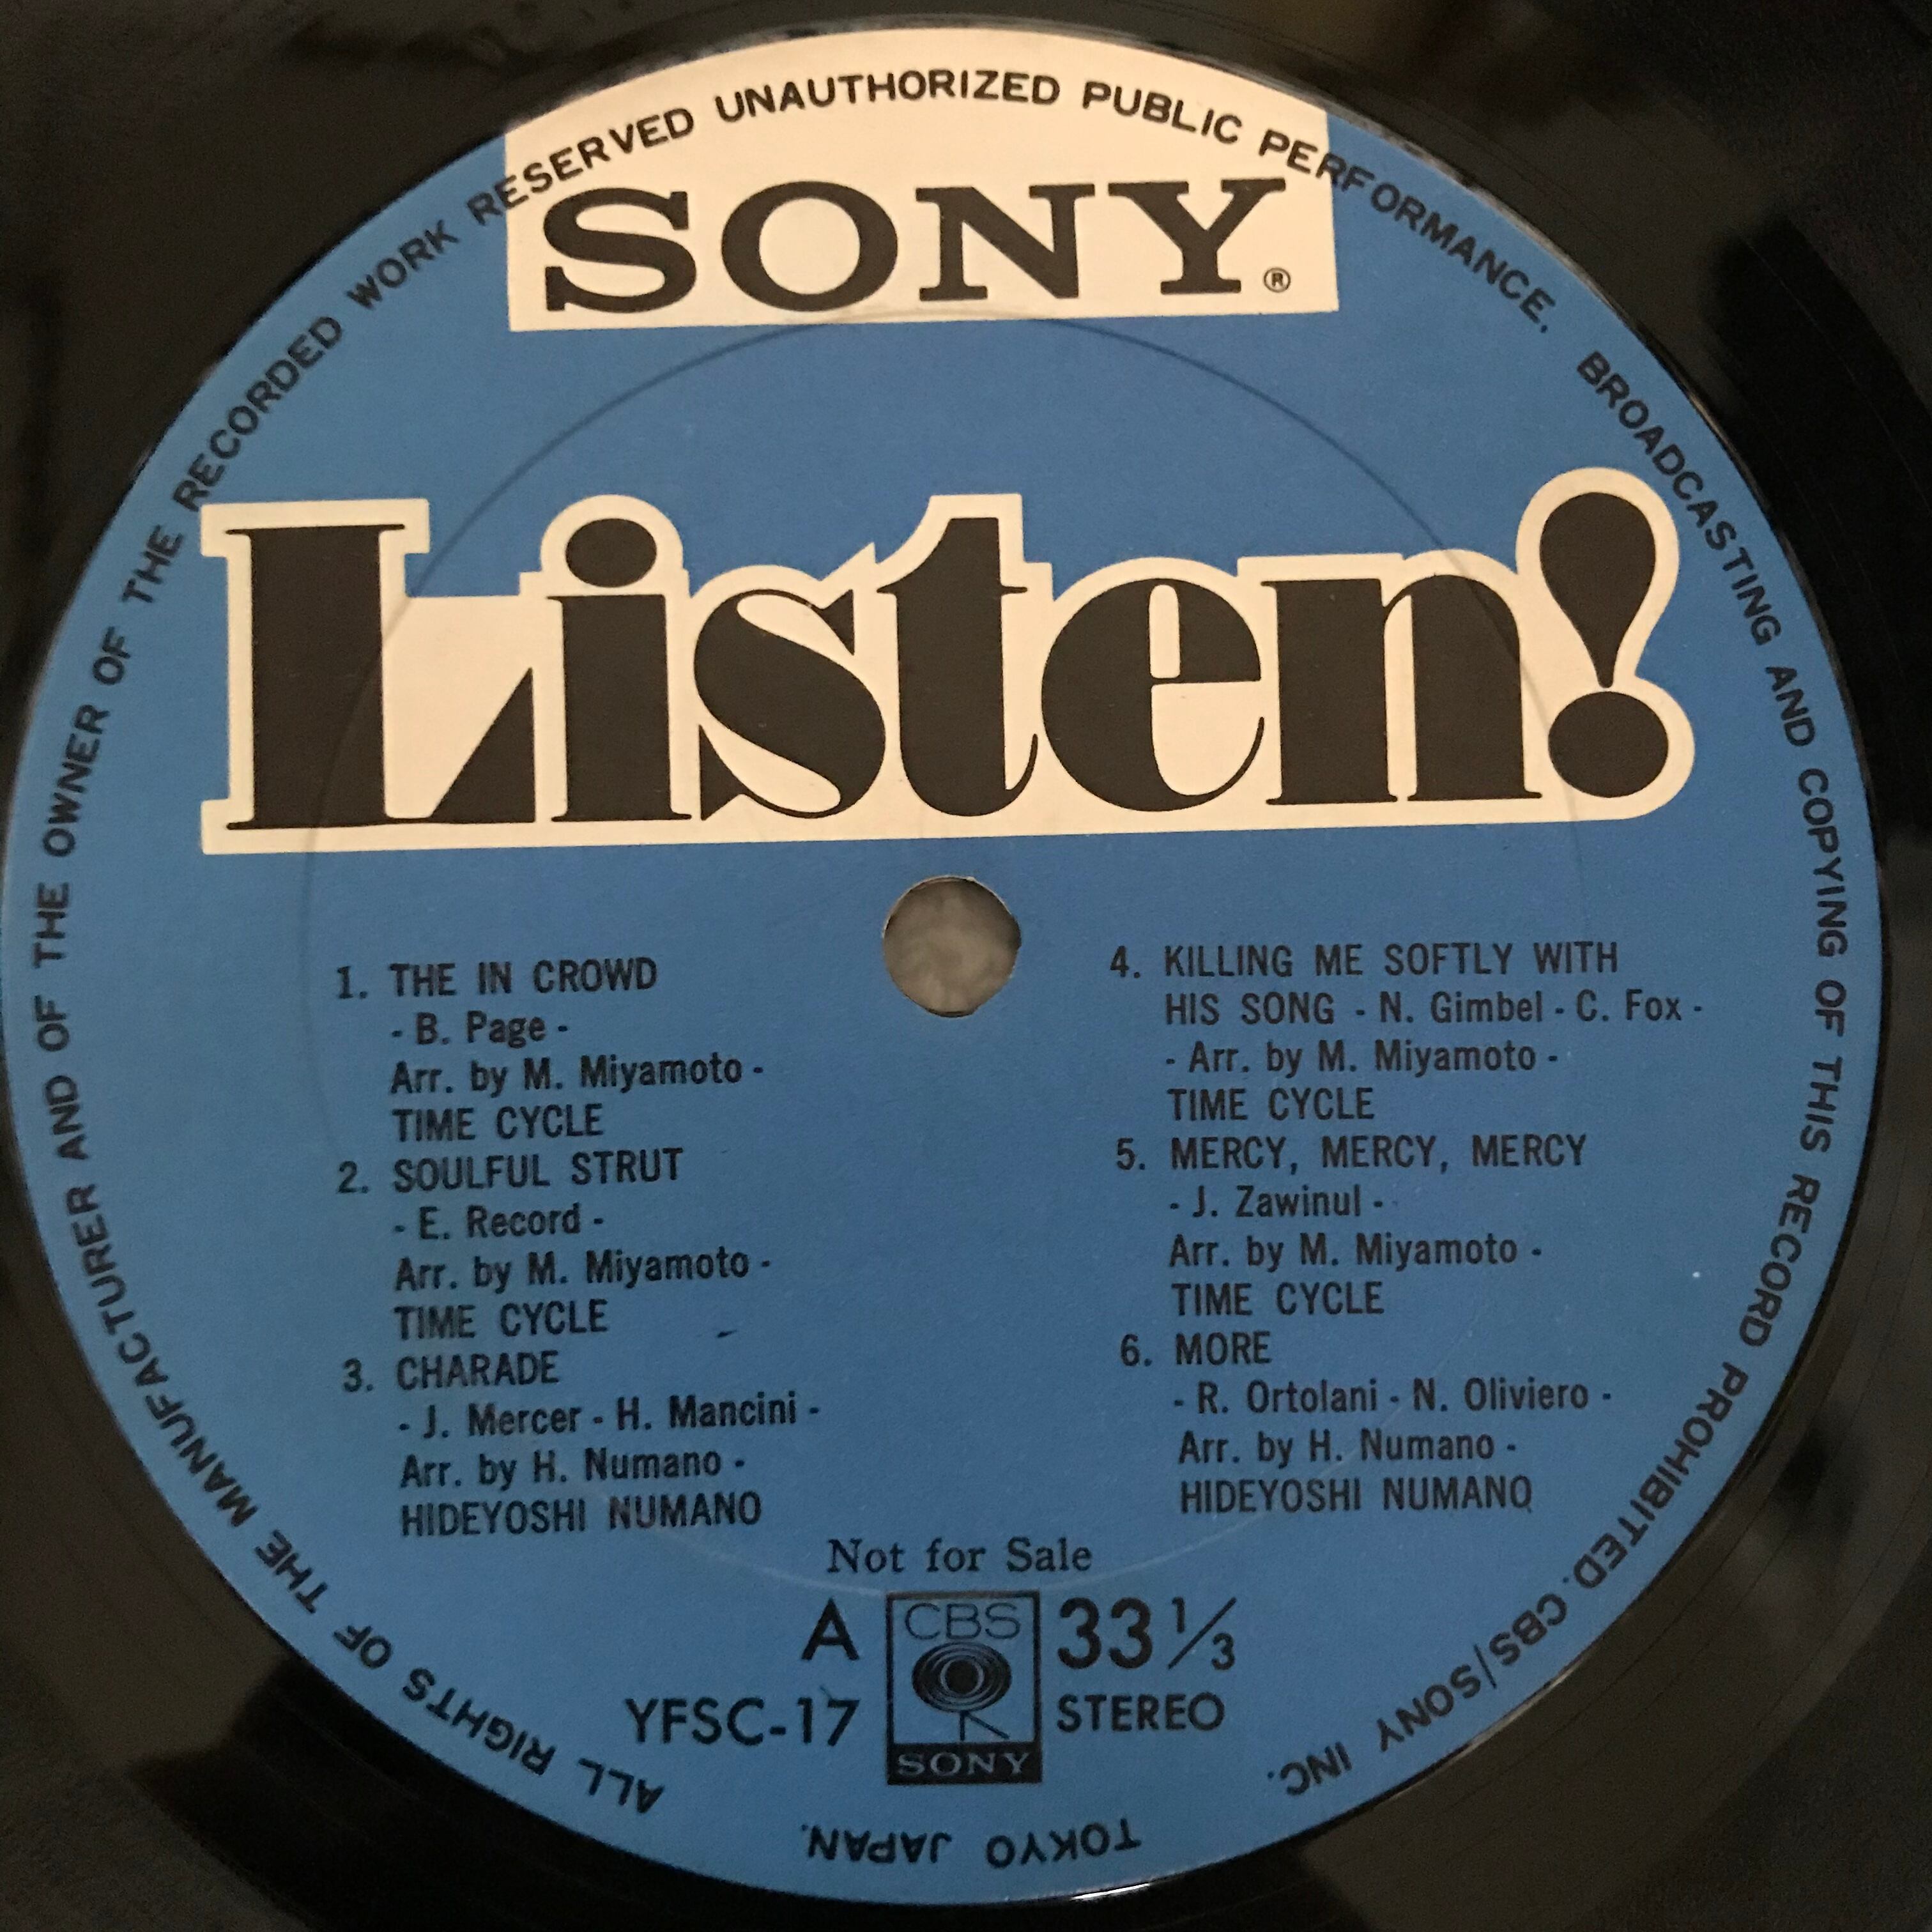 ALL RIGHTS OF THE MANUFACTURER AND OF THE OWNER OF THE RECORDED WORK RESERVED UNAUTHORIZED PUBLIC PERFORMANCE. BROADCASTING AND COPYING OF THIS RECORD PROHIBITED. CBS/SONY INC.
TOKYO JAPAN.
SONY®
Listen!
1. THE IN CROWD
- B. Page -
Arr. by M. Miyamoto -
TIME CYCLE
2. SOULFUL STRUT
- E. Record -
Arr. by M. Miyamoto -
TIME CYCLE
3. CHARADE
- J. Mercer - H. Mancini -
Arr. by H. Numano -
HIDEYOSHI NUMANO
4. KILLING ME SOFTLY WITH
HIS SONG - N. Gimbel - C. Fox -
- Arr. by M. Miyamoto -
TIME CYCLE
5. MERCY, MERCY, MERCY
- J. Zawinul -
Arr. by M. Miyamoto -
TIME CYCLE
6. MORE
- R. Ortolani - N. Oliviero -
Arr. by H. Numano -
HIDEYOSHI NUMANO
Not for Sale
A
YFSC-17
CBS
SONY
33 1/3
STEREO